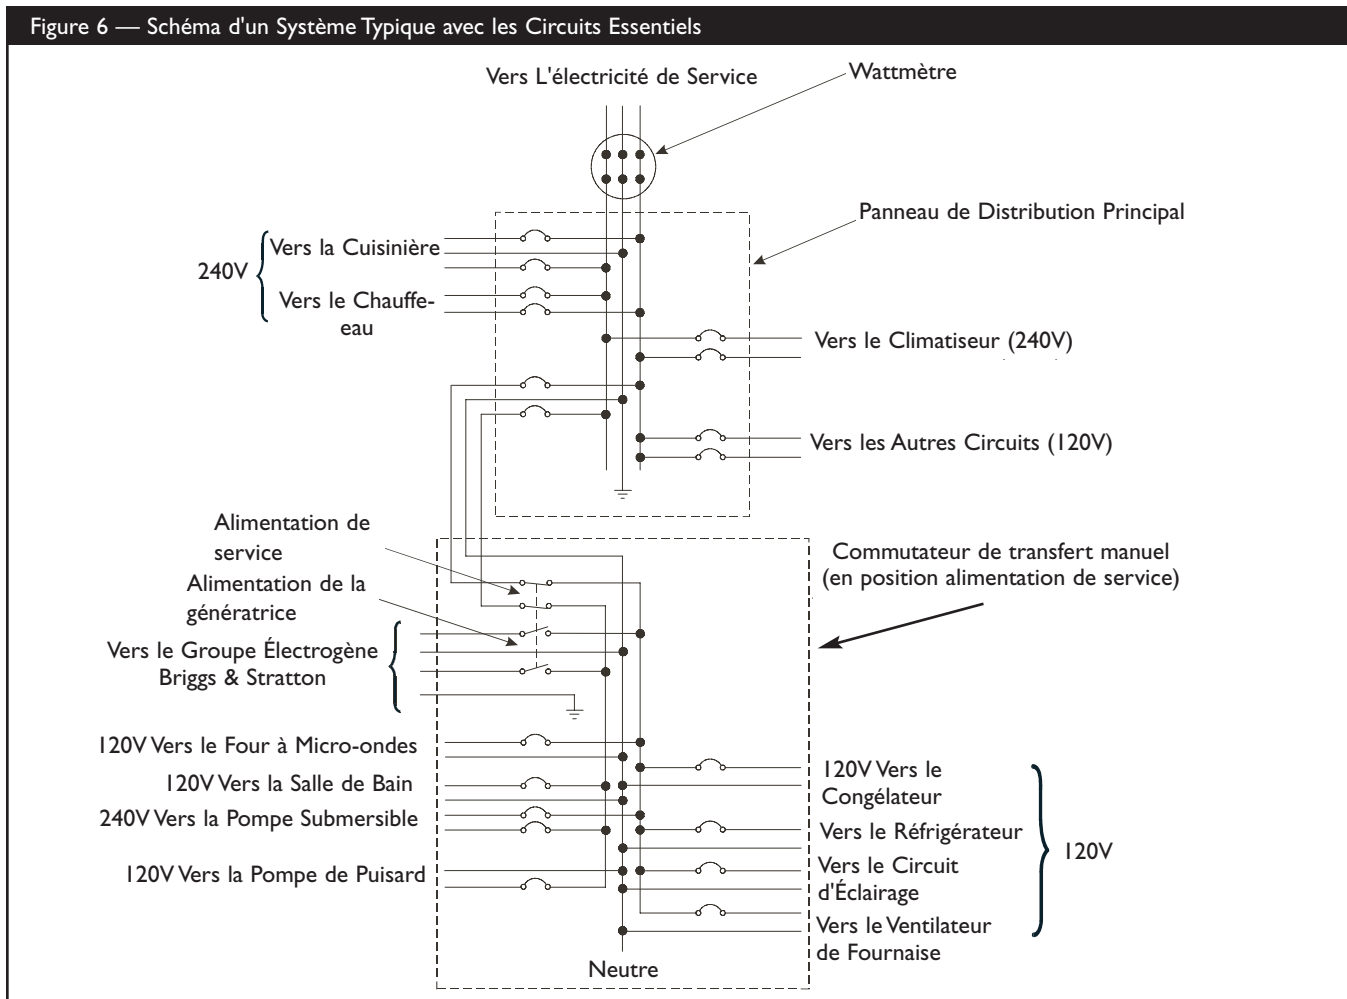 Figure 6 — Schéma d'un Système Typique avec les Circuits Essentiels
Vers L'électricité de Service
Wattmètre
Panneau de Distribution Principal
240V
Vers la Cuisinière
Vers le Chauffe-
eau
Vers le Climatiseur (240V)
Vers les Autres Circuits (120V)
Alimentation de
service
Alimentation de la
génératrice
Commutateur de transfert manuel
(en position alimentation de service)
Vers le Groupe Électrogène
Briggs & Stratton
120V Vers le Four à Micro-ondes
120V Vers la Salle de Bain
240V Vers la Pompe Submersible
120V Vers la Pompe de Puisard
120V Vers le
Congélateur
Vers le Réfrigérateur
Vers le Circuit
d'Éclairage
Vers le Ventilateur
de Fournaise
120V
Neutre